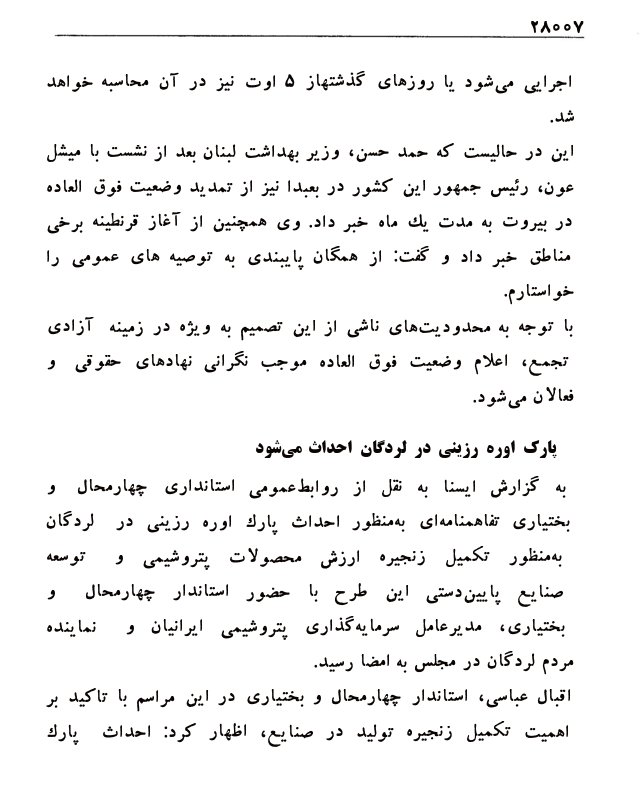 ۲۸۰۰۷
اجرایی می‌شود یا روزهای گذشتهاز ۵ اوت نیز در آن محاسبه خواهد
شد.
این در حالیست که حمد حسن، وزیر بهداشت لبنان بعد از نشست با میشل
عون، رئیس جمهور این کشور در بعبدا نیز از تمدید وضعیت فوق العاده
در بیروت به مدت یك ماه خبر داد. وی همچنین از آغاز قرنطینه برخی
مناطق خبر داد و گفت: از همگان پایبندی به توصیه های عمومی را
خواستارم.
با توجه به محدودیت‌های ناشی از این تصمیم به ویژه در زمینه آزادی
تجمع، اعلام وضعیت فوق العاده موجب نگرانی نهادهای حقوقی و
فعالان می‌شود.
پارک اوره رزینی در لردگان احداث می‌شود
به گزارش ایسنا به نقل از روابط‌عمومی استانداری چهارمحال و
بختیاری تفاهمنامه‌ای به‌منظور احداث پارك اوره رزینی در لردگان
به‌منظور تکمیل زنجیره ارزش محصولات پتروشیمی و توسعه
صنایع پایین‌دستی این طرح با حضور استاندار چهارمحال و
بختیاری، مدیرعامل سرمایه‌گذاری پتروشیمی ایرانیان و نماینده
مردم لردگان در مجلس به امضا رسید.
اقبال عباسی، استاندار چهارمحال و بختیاری در این مراسم با تاکید بر
اهمیت تکمیل زنجیره تولید در صنایع، اظهار کرد: احداث پارك